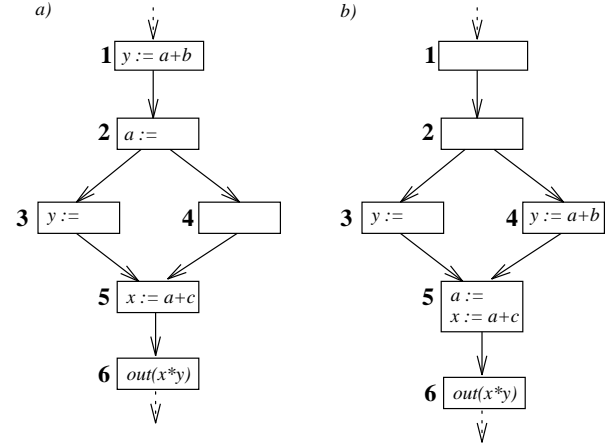 a)
1 y := a+b
2 a :=
3 y :=
4
5 x := a+c
6 out(x*y)
b)
1
2
3 y :=
4 y := a+b
5 a :=
x := a+c
6 out(x*y)